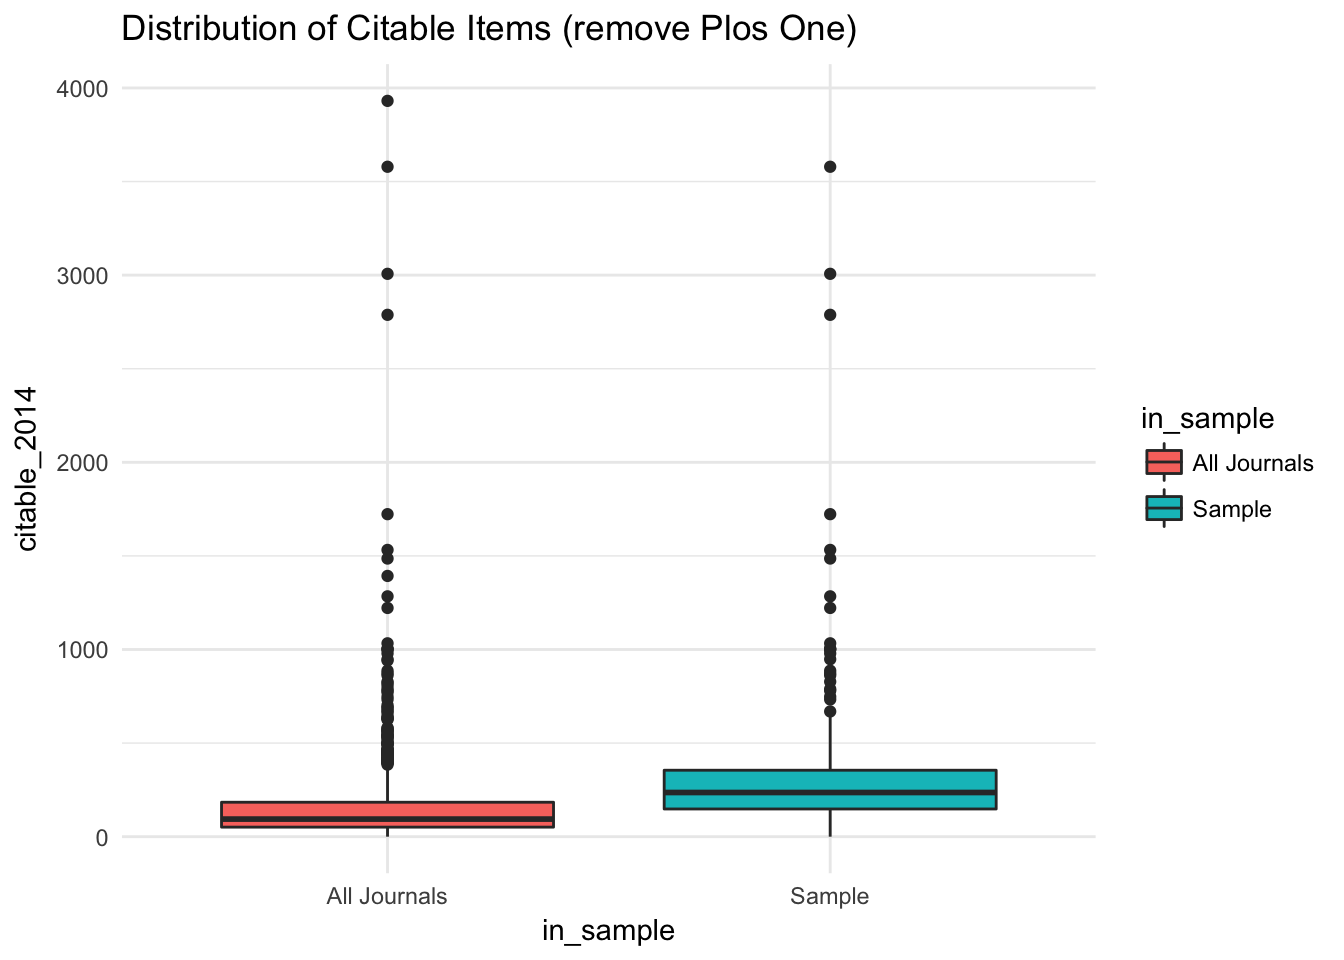 Distribution of Citable Items (remove Plos One)
4000
3000
2000
1000
0
citable_2014
All Journals
Sample
in_sample
in_sample
All Journals
Sample